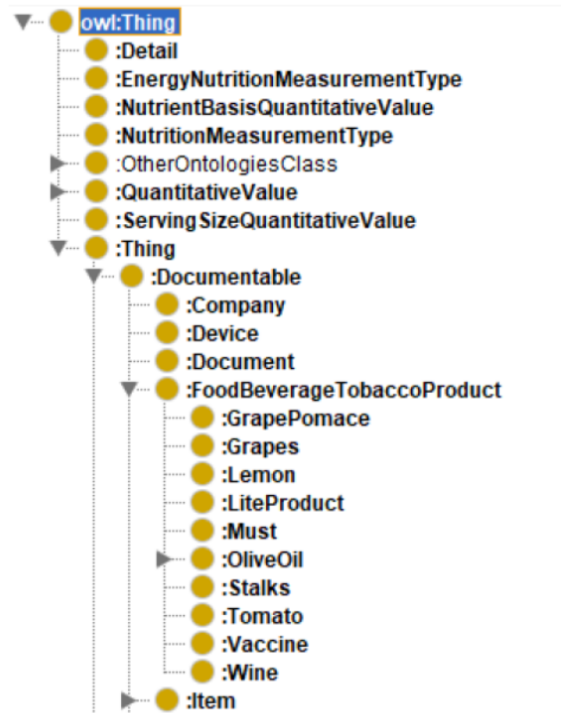 owl:Thing
:Detail
:EnergyNutritionMeasurementType
:NutrientBasisQuantitativeValue
:NutritionMeasurementType
:OtherOntologiesClass
:QuantitativeValue
:ServingSizeQuantitativeValue
:Thing
:Documentable
:Company
:Device
:Document
:FoodBeverageTobaccoProduct
:GrapePomace
:Grapes
:Lemon
:LiteProduct
:Must
:OliveOil
:Stalks
:Tomato
:Vaccine
:Wine
:Item